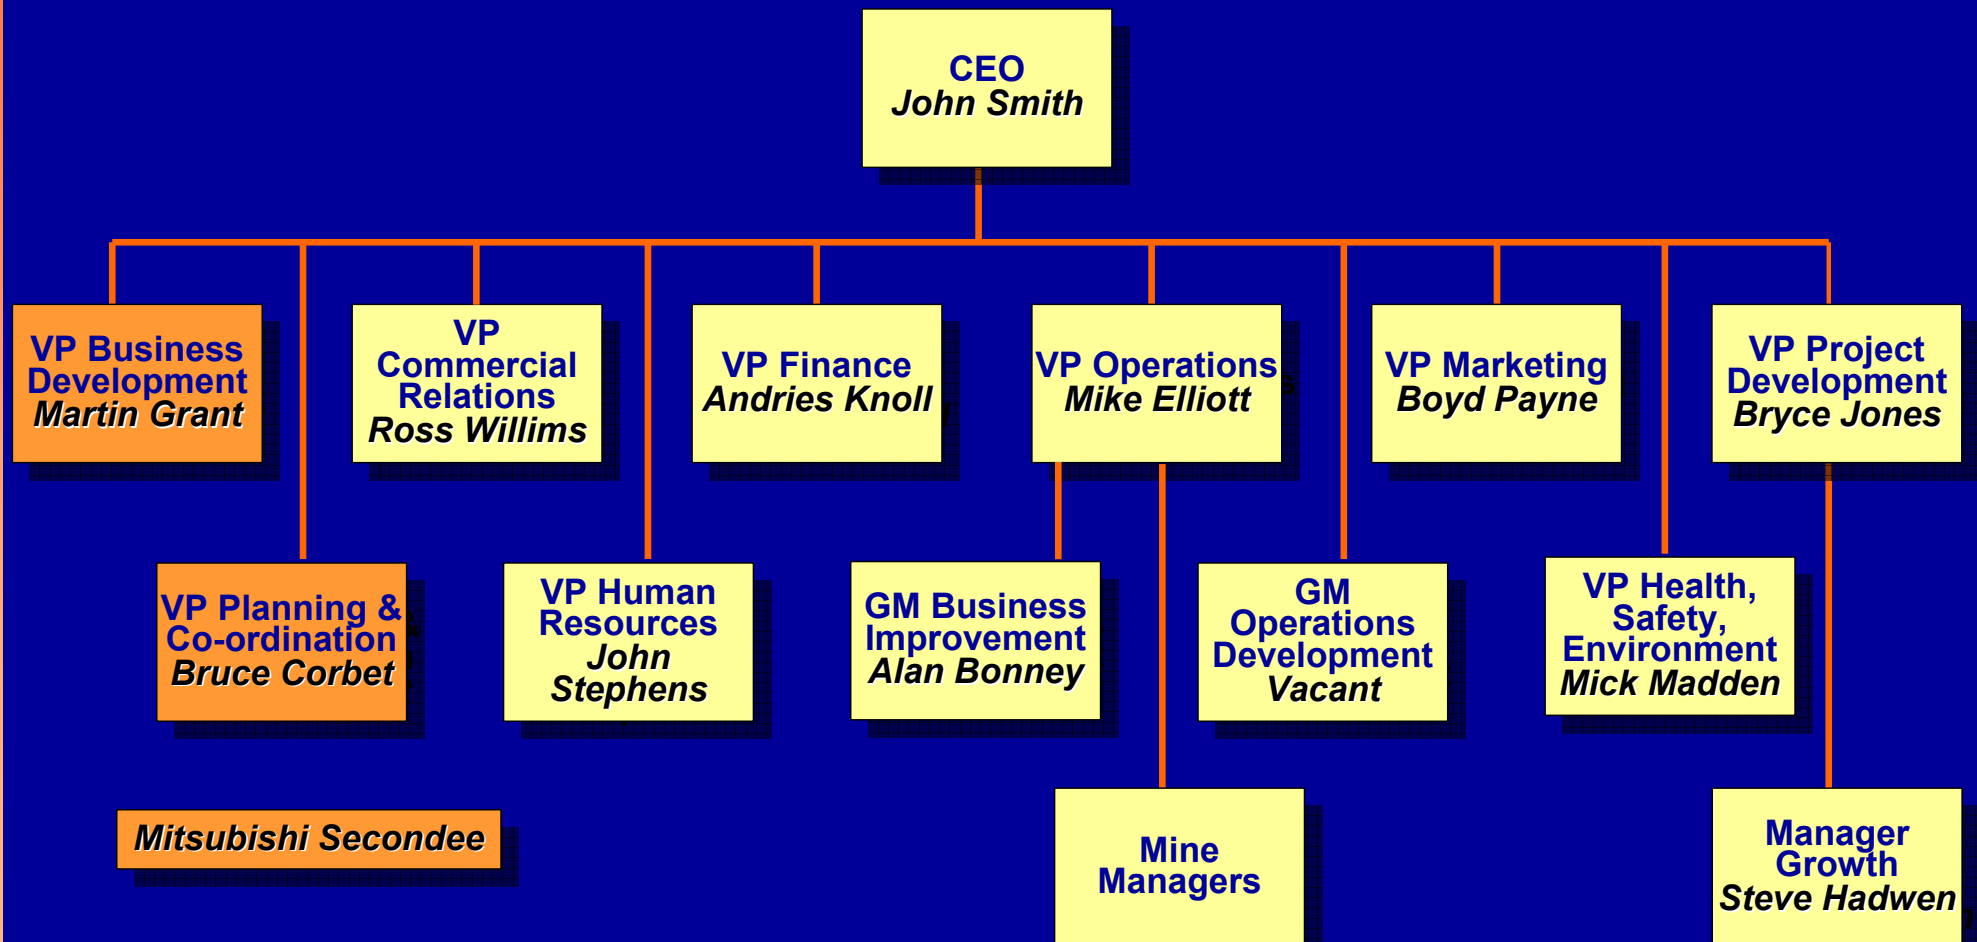 CEO
John Smith
VP Business
Development
Martin Grant
VP
Commercial
Relations
Ross Willims
VP Finance
Andries Knoll
VP Operations
Mike Elliott
VP Marketing
Boyd Payne
VP Project
Development
Bryce Jones
VP Planning &
Co-ordination
Bruce Corbet
VP Human
Resources
John
Stephens
GM Business
Improvement
Alan Bonney
GM
Operations
Development
Vacant
VP Health,
Safety,
Environment
Mick Madden
Mitsubishi Secondee
Mine
Managers
Manager
Growth
Steve Hadwen